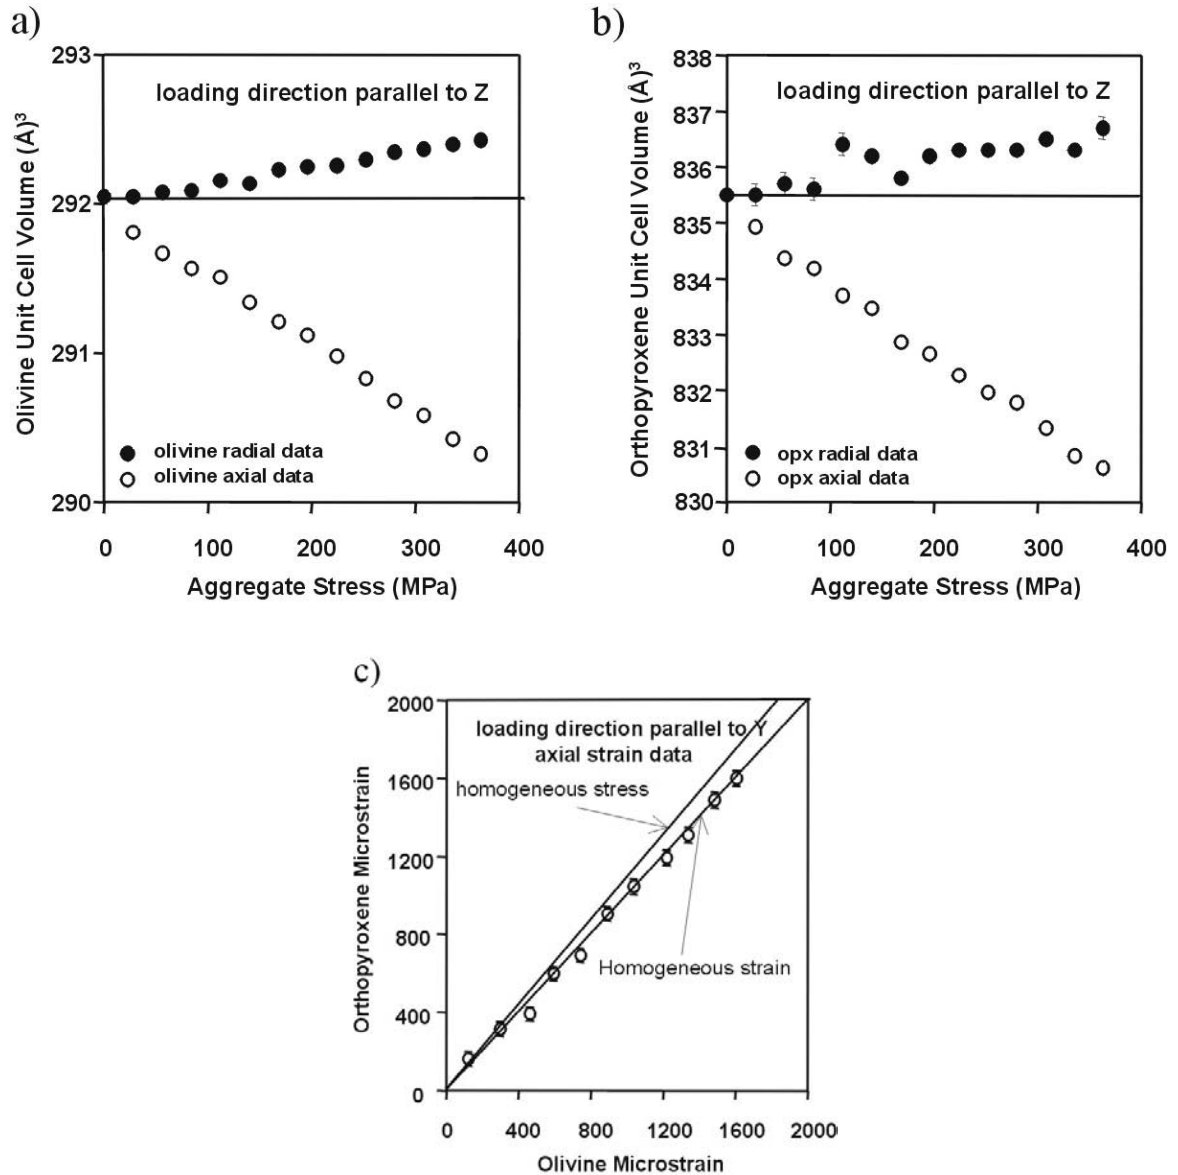 a)
Olivine Unit Cell Volume (Å)³
293
292
291
290
loading direction parallel to Z
olivine radial data
olivine axial data
0 100 200 300 400
Aggregate Stress (MPa)
b)
Orthopyroxene Unit Cell Volume (Å)³
838
837
836
835
834
833
832
831
830
loading direction parallel to Z
opx radial data
opx axial data
0 100 200 300 400
Aggregate Stress (MPa)
c)
Orthopyroxene Microstrain
2000
1600
1200
800
400
0
loading direction parallel to Y
axial strain data
homogeneous stress
Homogeneous strain
0 400 800 1200 1600 2000
Olivine Microstrain